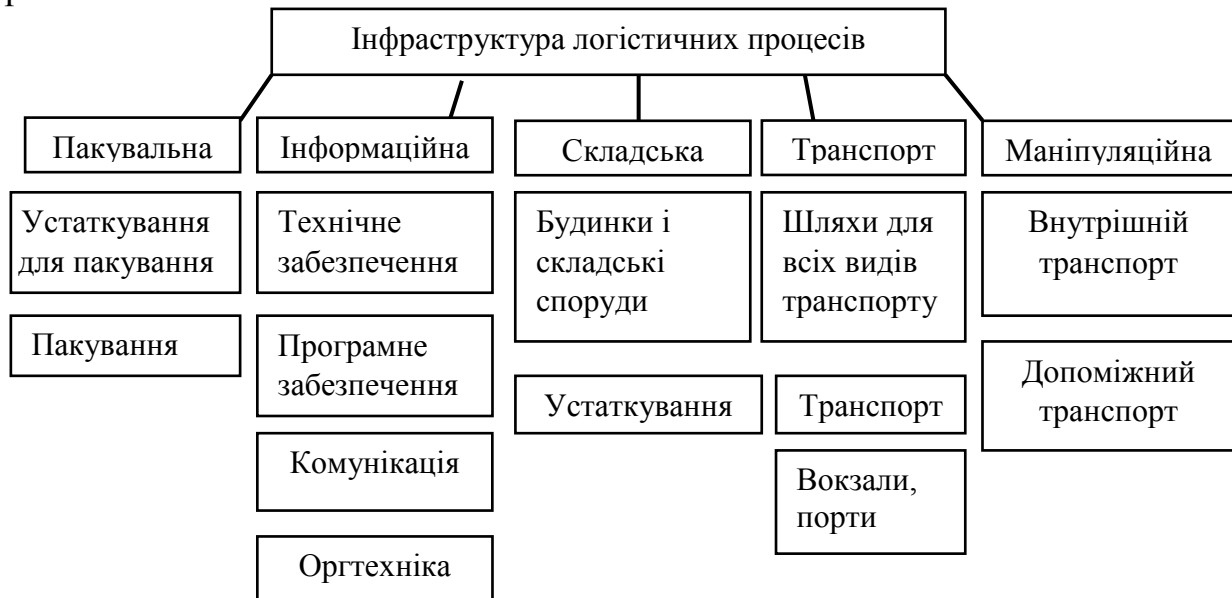 Інфраструктура логістичних процесів
Пакувальна
Інформаційна
Складська
Транспорт
Маніпуляційна
Устаткування
для пакування
Пакування
Технічне
забезпечення
Програмне
забезпечення
Комунікація
Оргтехніка
Будинки і
складські
споруди
Устаткування
Шляхи для
всіх видів
транспорту
Транспорт
Вокзали,
порти
Внутрішній
транспорт
Допоміжний
транспорт